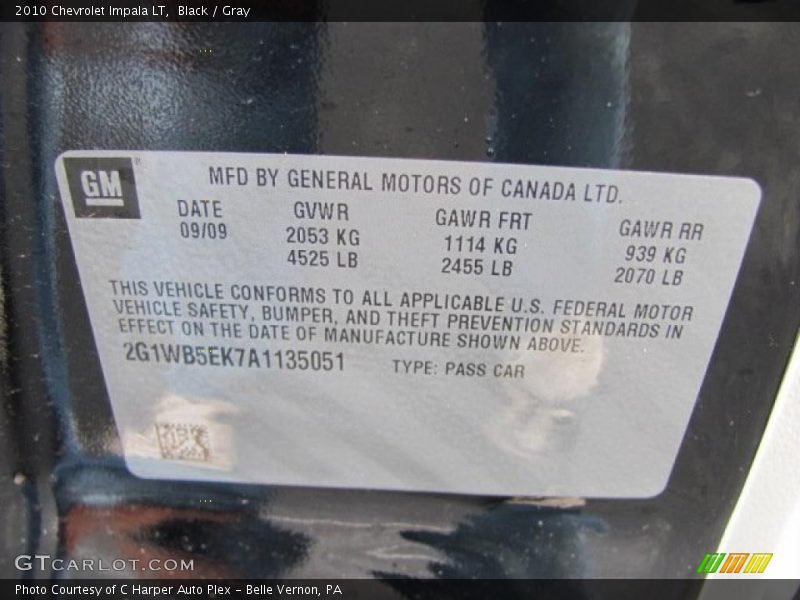 2010 Chevrolet Impala LT, Black / Gray
GM
MFD BY GENERAL MOTORS OF CANADA LTD.
DATE GVWR GAWR FRT GAWR RR
09/09 2053 KG 1114 KG 939 KG
4525 LB 2455 LB 2070 LB
THIS VEHICLE CONFORMS TO ALL APPLICABLE U.S. FEDERAL MOTOR
VEHICLE SAFETY, BUMPER, AND THEFT PREVENTION STANDARDS IN
EFFECT ON THE DATE OF MANUFACTURE SHOWN ABOVE.
2G1WB5EK7A1135051 TYPE: PASS CAR
GTCARLOT.COM
Photo Courtesy of C Harper Auto Plex - Belle Vernon, PA